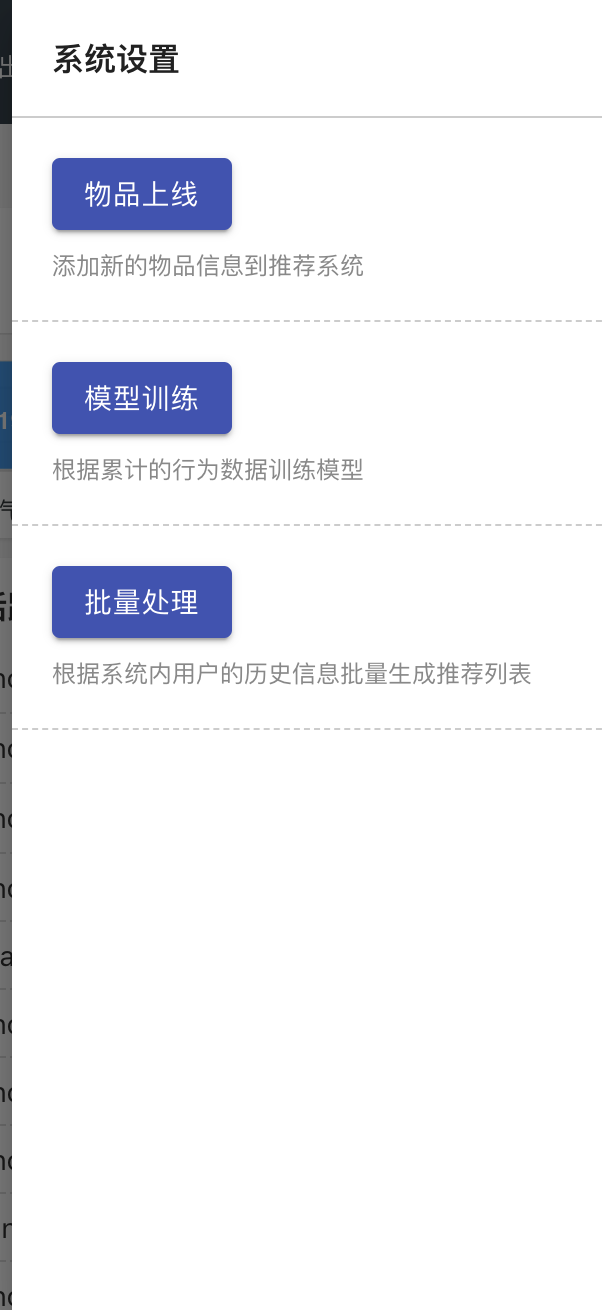 系统设置
物品上线
添加新的物品信息到推荐系统
模型训练
根据累计的行为数据训练模型
批量处理
根据系统内用户的历史信息批量生成推荐列表